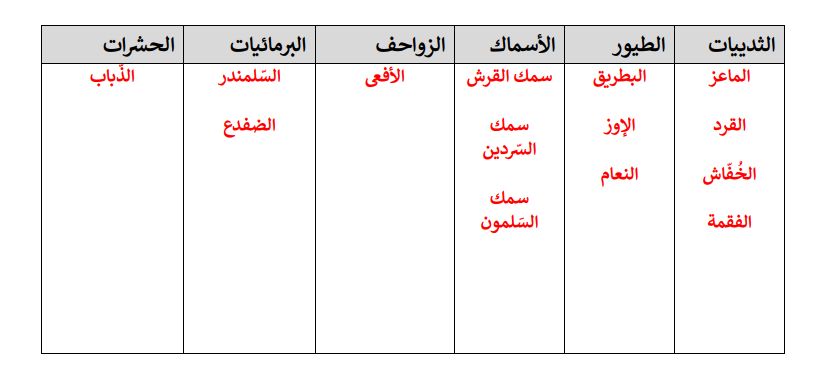 الثدييات الطيور الأسماك الزواحف البرمائيات الحشرات
الماعز البطريق سمك القرش الأفعى السّلمندر الذّباب
القرد الإوز سمك الضفدع
السّردين
الخُفّاش النعام
سمك
الفقمة السَلمون